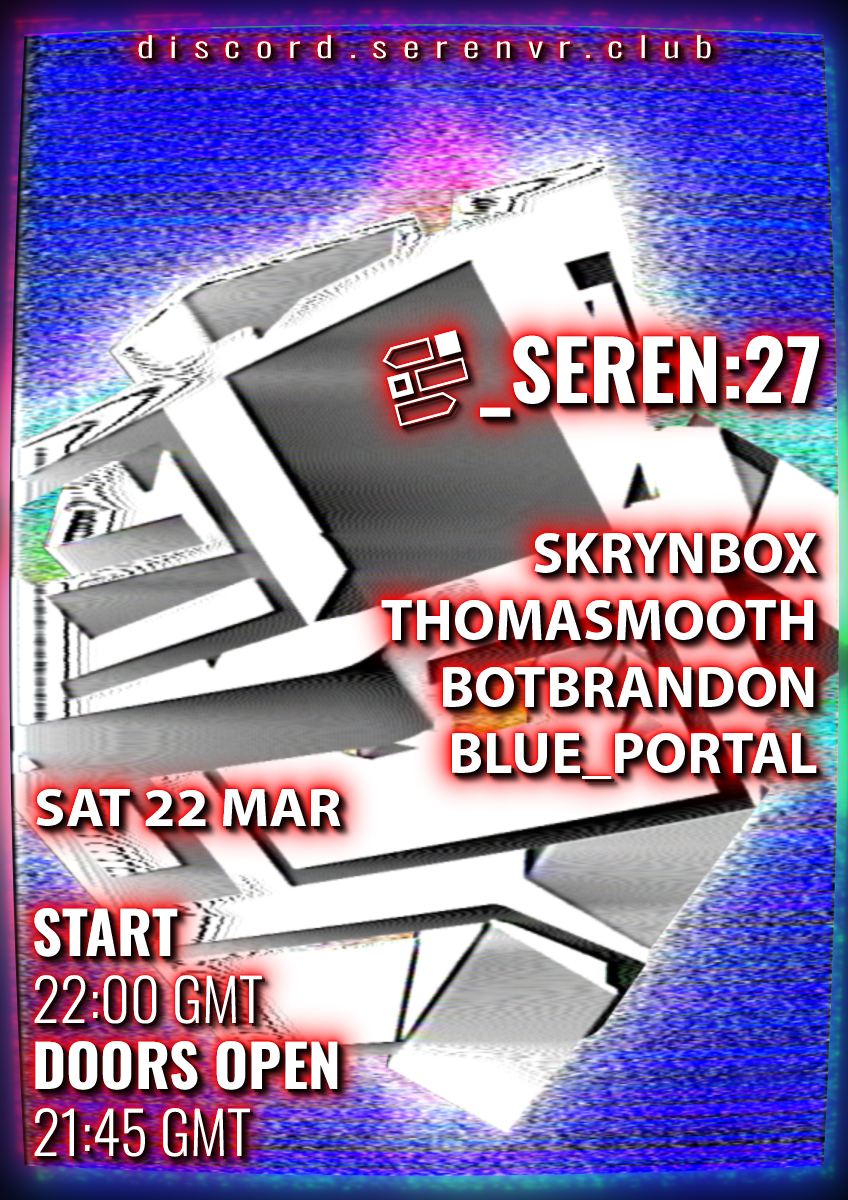 discord.serenvr.club
_SEREN:27
SKRYNBOX
THOMASMOOTH
BOTBRANDON
BLUE_PORTAL
SAT 22 MAR
START
22:00 GMT
DOORS OPEN
21:45 GMT